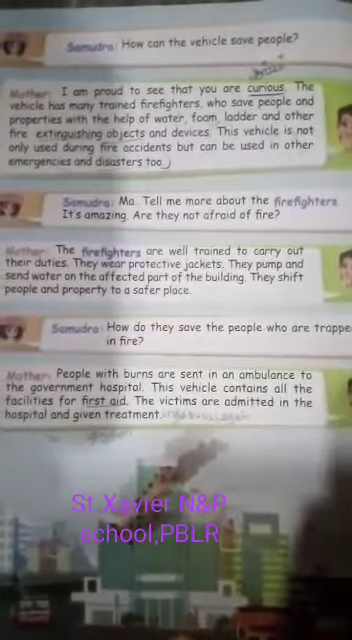 Samudra: How can the vehicle save people?
Mother: I am proud to see that you are curious. The
vehicle has many trained firefighters, who save people and
properties with the help of water, foam, ladder and other
fire extinguishing objects and devices. This vehicle is not
only used during fire accidents but can be used in other
emergencies and disasters too.
Samudra: Ma. Tell me more about the firefighters
It's amazing. Are they not afraid of fire?
Mother: The firefighters are well trained to carry out
their duties. They wear protective jackets. They pump and
send water on the affected part of the building. They shift
people and property to a safer place.
Samudra: How do they save the people who are trappe
in fire?
Mother: People with burns are sent in an ambulance to
the government hospital. This vehicle contains all the
facilities for first aid. The victims are admitted in the
hospital and given treatment.
St.Xavier N&P
school,PBLR